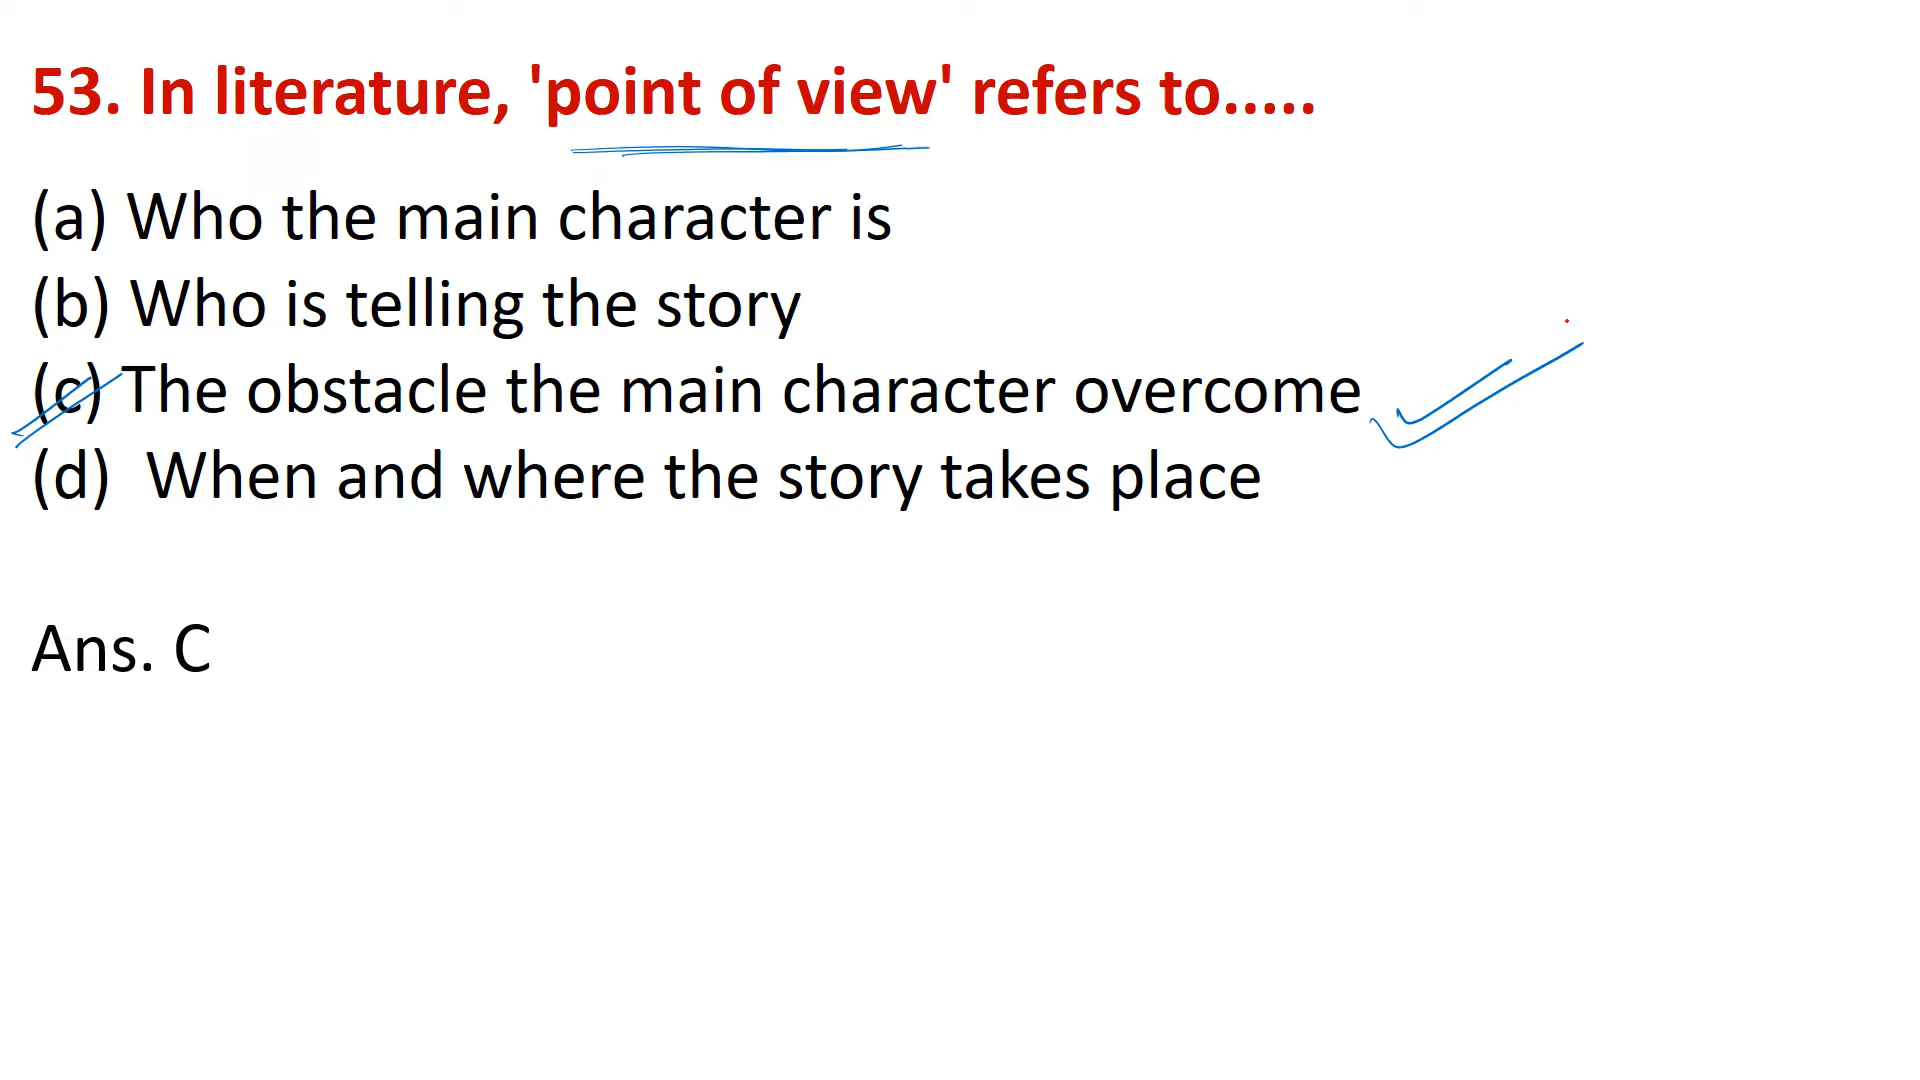 53. In literature, 'point of view' refers to.....
(a) Who the main character is
(b) Who is telling the story
(c) The obstacle the main character overcome
(d) When and where the story takes place
Ans. C